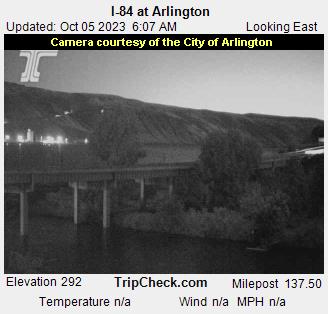 I-84 at Arlington
Updated: Oct 05 2023 6:07 AM Looking East
Camera courtesy of the City of Arlington
Elevation 292 TripCheck.com Milepost 137.50
Temperature n/a Wind n/a MPH n/a